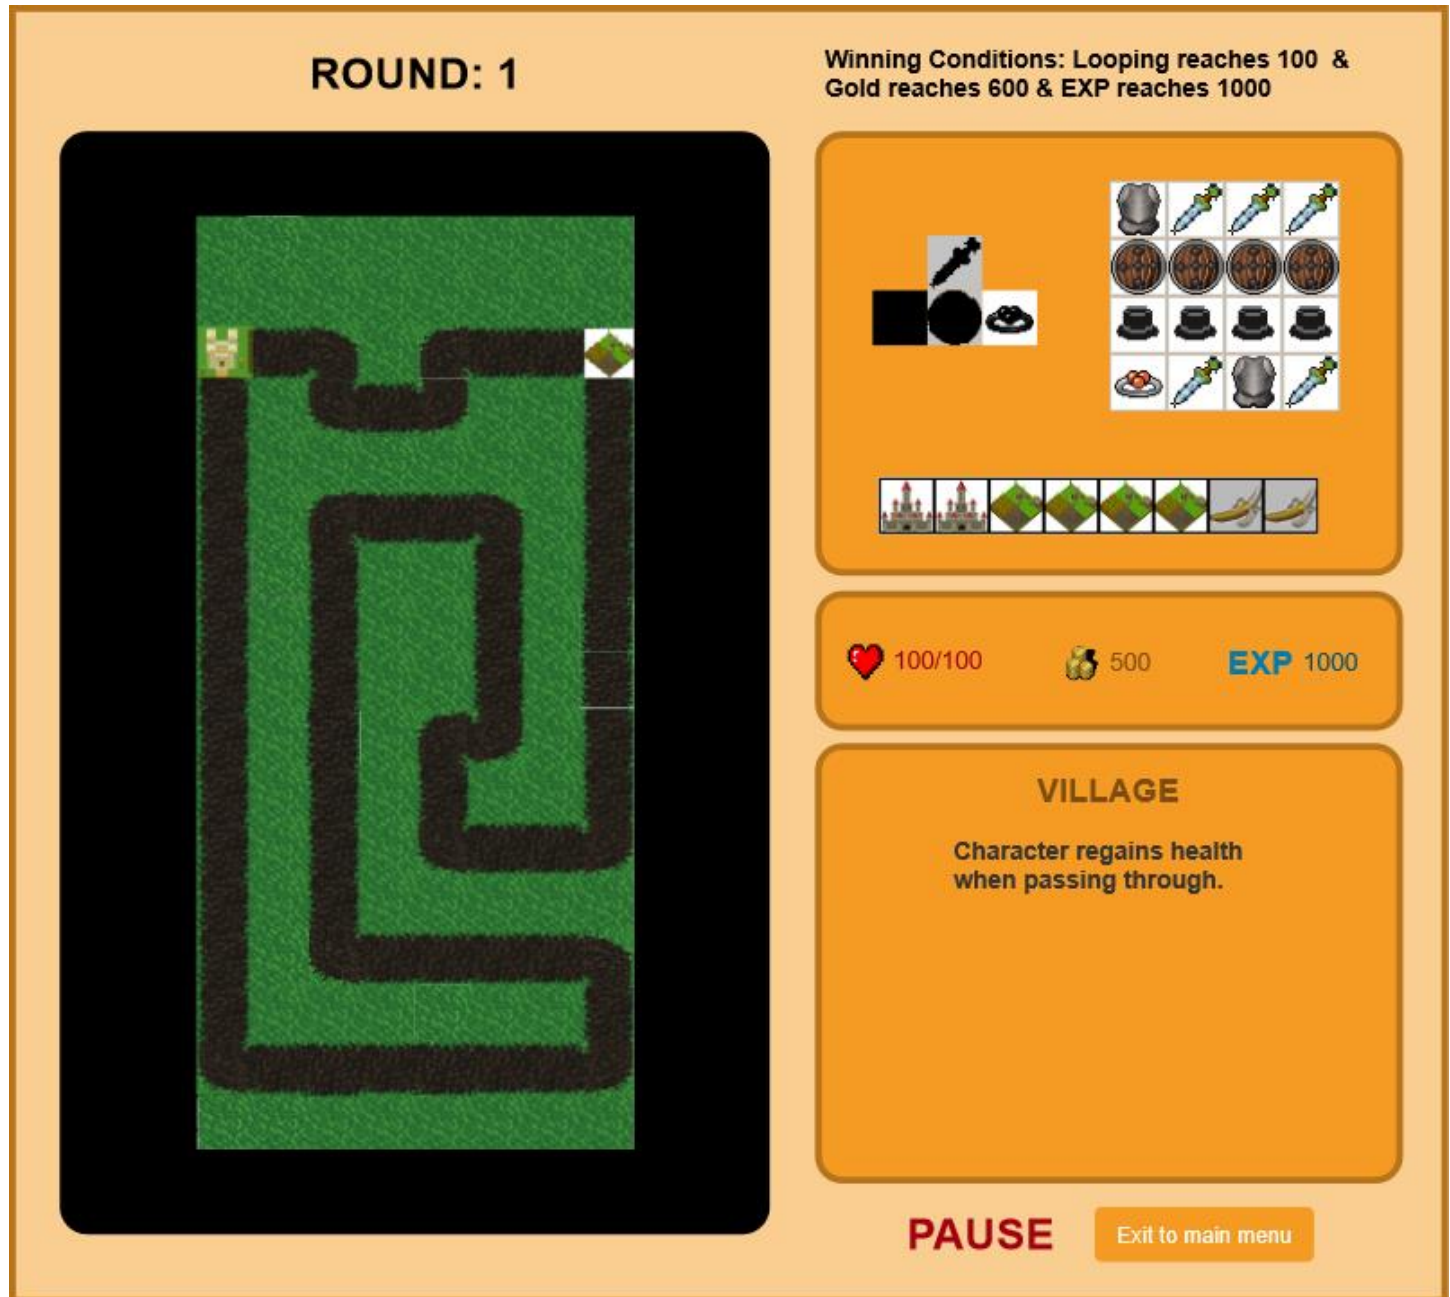 ROUND: 1
Winning Conditions: Looping reaches 100 &
Gold reaches 600 & EXP reaches 1000
100/100
500
EXP 1000
VILLAGE
Character regains health
when passing through.
PAUSE
Exit to main menu